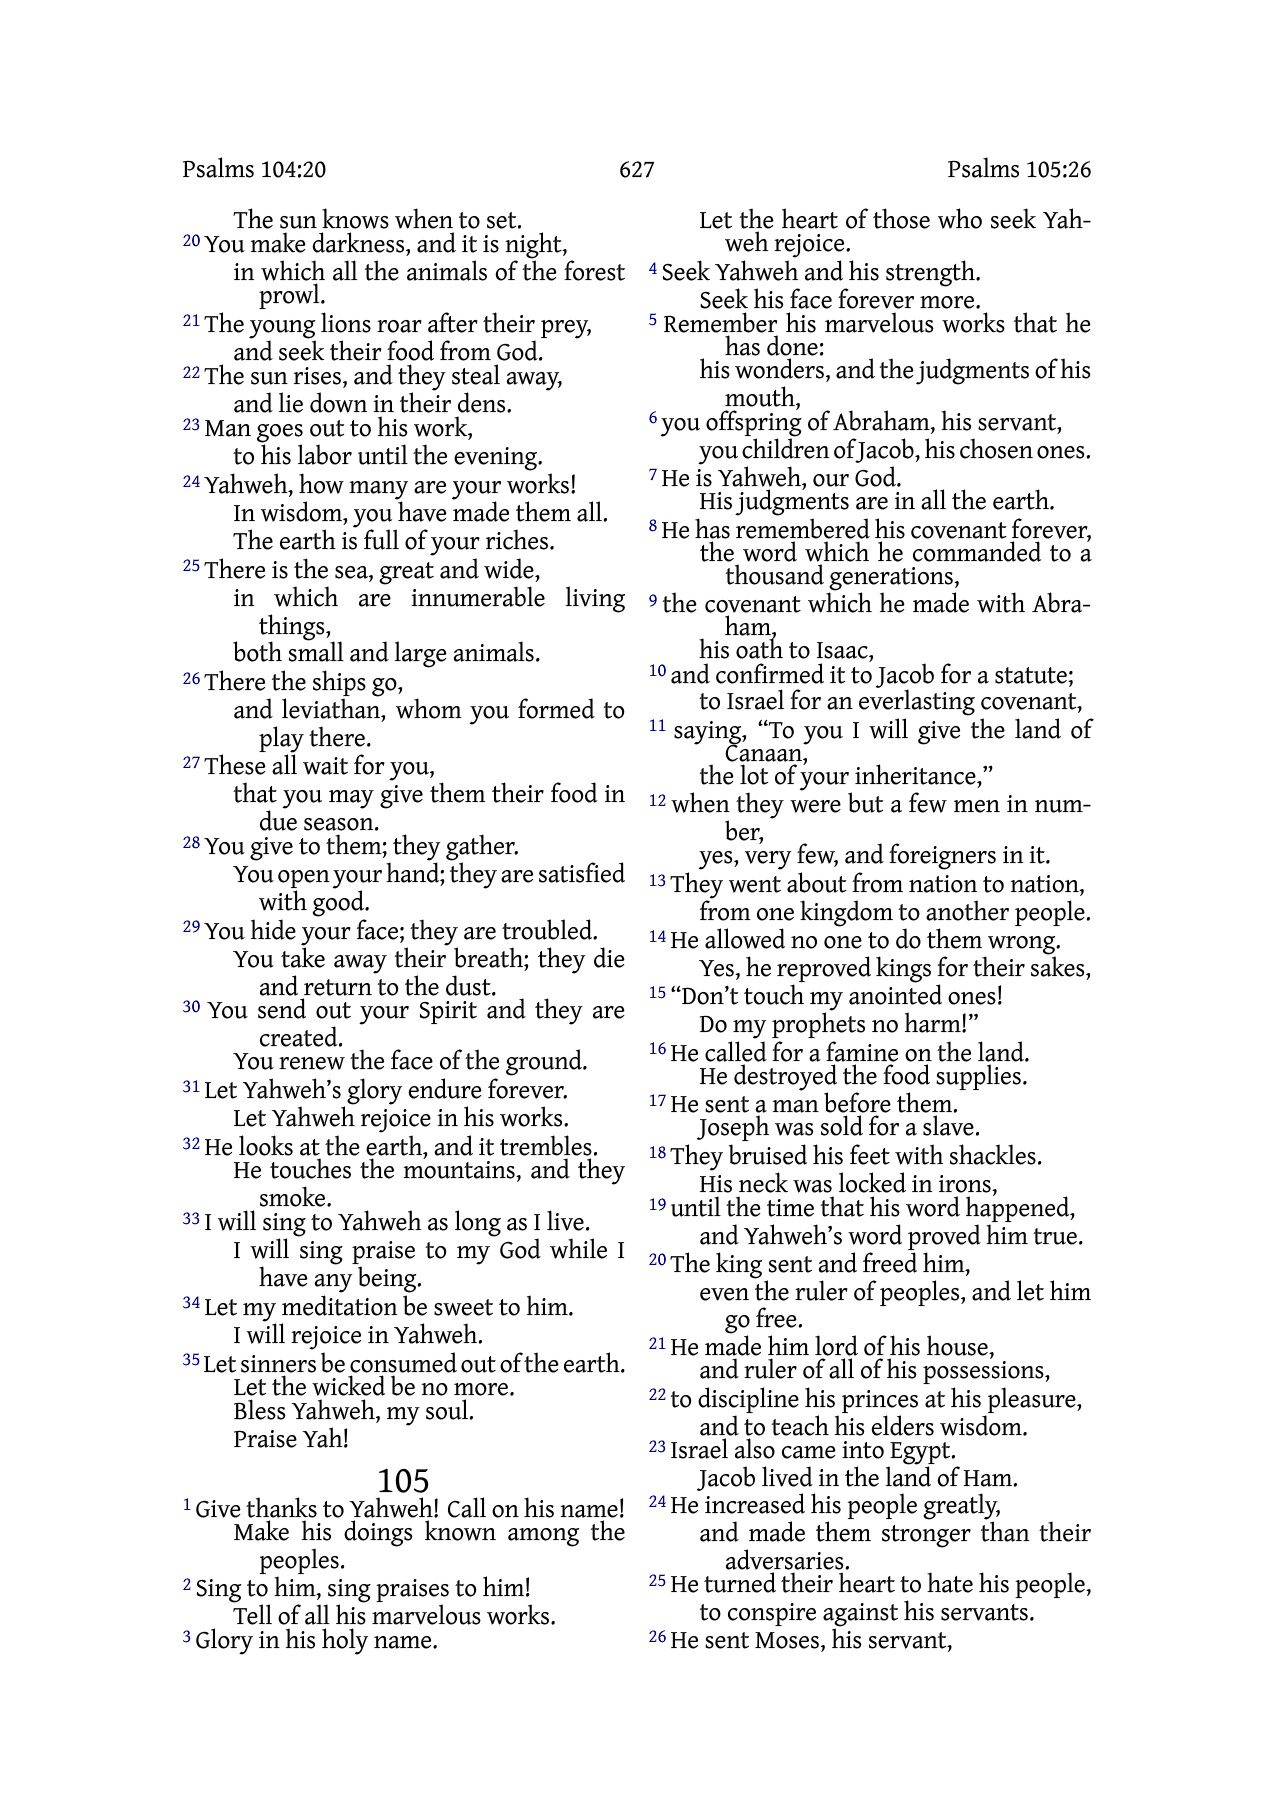 Psalms 104:20 627 Psalms 105:26
The sun knows when to set.
20 You make darkness, and it is night,
in which all the animals of the forest
prowl.
21 The young lions roar after their prey,
and seek their food from God.
22 The sun rises, and they steal away,
and lie down in their dens.
23 Man goes out to his work,
to his labor until the evening.
24 Yahweh, how many are your works!
In wisdom, you have made them all.
The earth is full of your riches.
25 There is the sea, great and wide,
in which are innumerable living
things,
both small and large animals.
26 There the ships go,
and leviathan, whom you formed to
play there.
27 These all wait for you,
that you may give them their food in
due season.
28 You give to them; they gather.
You open your hand; they are satisfied
with good.
29 You hide your face; they are troubled.
You take away their breath; they die
and return to the dust.
30 You send out your Spirit and they are
created.
You renew the face of the ground.
31 Let Yahweh’s glory endure forever.
Let Yahweh rejoice in his works.
32 He looks at the earth, and it trembles.
He touches the mountains, and they
smoke.
33 I will sing to Yahweh as long as I live.
I will sing praise to my God while I
have any being.
34 Let my meditation be sweet to him.
I will rejoice in Yahweh.
35 Let sinners be consumed out of the earth.
Let the wicked be no more.
Bless Yahweh, my soul.
Praise Yah!
105
1 Give thanks to Yahweh! Call on his name!
Make his doings known among the
peoples.
2 Sing to him, sing praises to him!
Tell of all his marvelous works.
3 Glory in his holy name.
Let the heart of those who seek Yah-
weh rejoice.
4 Seek Yahweh and his strength.
Seek his face forever more.
5 Remember his marvelous works that he
has done:
his wonders, and the judgments of his
mouth,
6 you offspring of Abraham, his servant,
you children of Jacob, his chosen ones.
7 He is Yahweh, our God.
His judgments are in all the earth.
8 He has remembered his covenant forever,
the word which he commanded to a
thousand generations,
9 the covenant which he made with Abra-
ham,
his oath to Isaac,
10 and confirmed it to Jacob for a statute;
to Israel for an everlasting covenant,
11 saying, “To you I will give the land of
Canaan,
the lot of your inheritance,”
12 when they were but a few men in num-
ber,
yes, very few, and foreigners in it.
13 They went about from nation to nation,
from one kingdom to another people.
14 He allowed no one to do them wrong.
Yes, he reproved kings for their sakes,
15 “Don’t touch my anointed ones!
Do my prophets no harm!”
16 He called for a famine on the land.
He destroyed the food supplies.
17 He sent a man before them.
Joseph was sold for a slave.
18 They bruised his feet with shackles.
His neck was locked in irons,
19 until the time that his word happened,
and Yahweh’s word proved him true.
20 The king sent and freed him,
even the ruler of peoples, and let him
go free.
21 He made him lord of his house,
and ruler of all of his possessions,
22 to discipline his princes at his pleasure,
and to teach his elders wisdom.
23 Israel also came into Egypt.
Jacob lived in the land of Ham.
24 He increased his people greatly,
and made them stronger than their
adversaries.
25 He turned their heart to hate his people,
to conspire against his servants.
26 He sent Moses, his servant,